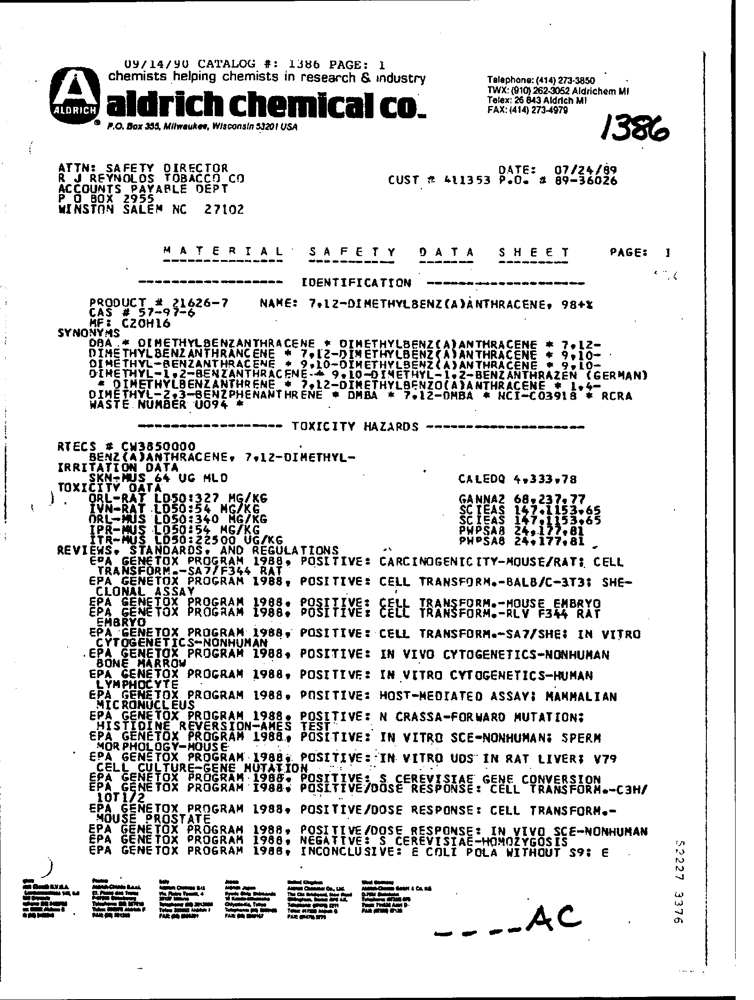 09/14/90 CATALOG #: 1386 PAGE: 1
chemists helping chemists in research & industry
ALDRICH
aldrich chemical co.
P.O. Box 355, Milwaukee, Wisconsin 53201 USA
Telephone: (414) 273-3850
TWX: (910) 262-3052 Aldrichem MI
Telex: 26 843 Aldrich MI
FAX: (414) 273-4979
1386
ATTN: SAFETY DIRECTOR
R J REYNOLDS TOBACCO CO
ACCOUNTS PAYABLE DEPT
P O BOX 2955
WINSTON SALEM NC 27102
DATE: 07/24/89
CUST # 411353 P.O. # 89-36026
MATERIAL SAFETY DATA SHEET PAGE: 1
IDENTIFICATION
PRODUCT # 21626-7 NAME: 7,12-DIMETHYLBENZ(A)ANTHRACENE, 98+%
CAS # 57-97-6
MF: C20H16
SYNONYMS
DBA * DIMETHYLBENZANTHRACENE * DIMETHYLBENZ(A)ANTHRACENE * 7,12-
DIMETHYLBENZANTHRANCENE * 7,12-DIMETHYLBENZ(A)ANTHRACENE * 9,10-
DIMETHYL-BENZANTHRACENE * 9,10-DIMETHYLBENZ(A)ANTHRACENE * 9,10-
DIMETHYL-1,2-BENZANTHRACENE * 9,10-DIMETHYL-1,2-BENZANTHRAZEN (GERMAN)
* DIMETHYLBENZANTHRENE * 7,12-DIMETHYLBENZO(A)ANTHRACENE * 1,4-
DIMETHYL-2,3-BENZPHENANTHRENE * DMBA * 7,12-DMBA * NCI-C03918 * RCRA
WASTE NUMBER U094 *
TOXICITY HAZARDS
RTECS # CW3850000
BENZ(A)ANTHRACENE, 7,12-DIMETHYL-
IRRITATION DATA
SKN-MUS 64 UG MLD CALEDQ 4,333,78
TOXICITY DATA
ORL-RAT LD50:327 MG/KG GANNA2 68,237,77
IVN-RAT LD50:54 MG/KG SCIEAS 147,1153,65
ORL-MUS LD50:340 MG/KG SCIEAS 147,1153,65
IPR-MUS LD50:54 MG/KG PWPSA8 24,177,81
ITR-MUS LD50:22500 UG/KG PWPSA8 24,177,81
REVIEWS, STANDARDS, AND REGULATIONS
EPA GENETOX PROGRAM 1988, POSITIVE: CARCINOGENICITY-MOUSE/RAT; CELL
TRANSFORM.-SA7/F344 RAT
EPA GENETOX PROGRAM 1988, POSITIVE: CELL TRANSFORM.-BALB/C-3T3; SHE-
CLONAL ASSAY
EPA GENETOX PROGRAM 1988, POSITIVE: CELL TRANSFORM.-MOUSE EMBRYO
EPA GENETOX PROGRAM 1988, POSITIVE: CELL TRANSFORM.-RLV F344 RAT
EMBRYO
EPA GENETOX PROGRAM 1988, POSITIVE: CELL TRANSFORM.-SA7/SHE; IN VITRO
CYTOGENETICS-NONHUMAN
EPA GENETOX PROGRAM 1988, POSITIVE: IN VIVO CYTOGENETICS-NONHUMAN
BONE MARROW
EPA GENETOX PROGRAM 1988, POSITIVE: IN VITRO CYTOGENETICS-HUMAN
LYMPHOCYTE
EPA GENETOX PROGRAM 1988, POSITIVE: HOST-MEDIATED ASSAY; MAMMALIAN
MICRONUCLEUS
EPA GENETOX PROGRAM 1988, POSITIVE: N CRASSA-FORWARD MUTATION;
HISTIDINE REVERSION-AMES TEST
EPA GENETOX PROGRAM 1988, POSITIVE: IN VITRO SCE-NONHUMAN; SPERM
MORPHOLOGY-MOUSE
EPA GENETOX PROGRAM 1988, POSITIVE: IN VITRO UDS IN RAT LIVER; V79
CELL CULTURE-GENE MUTATION
EPA GENETOX PROGRAM 1988, POSITIVE: S CEREVISIAE GENE CONVERSION
EPA GENETOX PROGRAM 1988, POSITIVE/DOSE RESPONSE: CELL TRANSFORM.-C3H/
10T1/2
EPA GENETOX PROGRAM 1988, POSITIVE/DOSE RESPONSE: CELL TRANSFORM.-
MOUSE PROSTATE
EPA GENETOX PROGRAM 1988, POSITIVE/DOSE RESPONSE: IN VIVO SCE-NONHUMAN
EPA GENETOX PROGRAM 1988, NEGATIVE: S CEREVISIAE-HOMOZYGOSIS
EPA GENETOX PROGRAM 1988, INCONCLUSIVE: E COLI POLA WITHOUT S9; E
52227 3376
AC